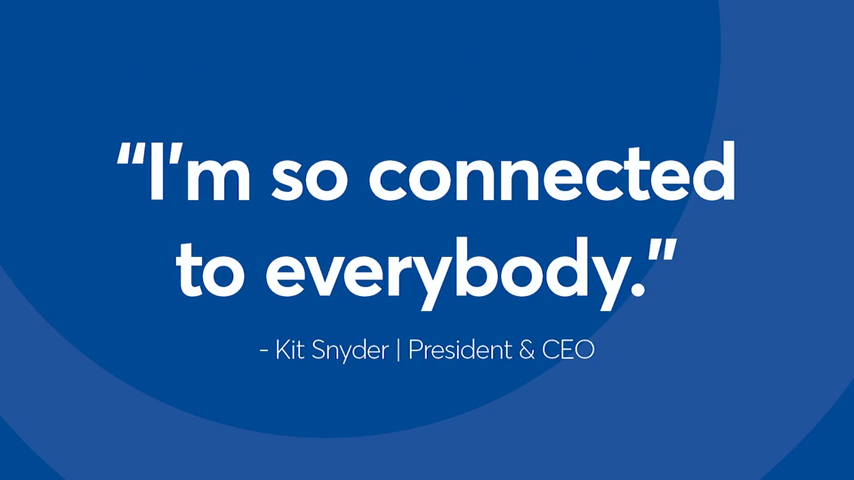 “I’m so connected
to everybody.”
- Kit Snyder | President & CEO